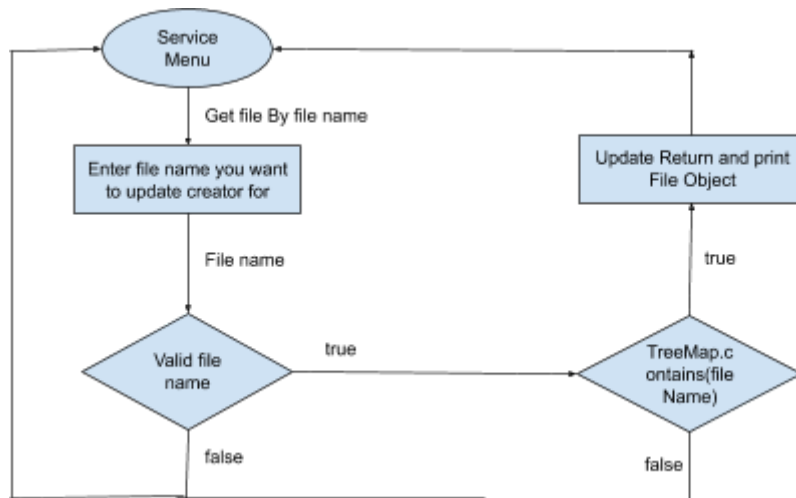 Service
Menu
Get file By file name
Enter file name you want
to update creator for
Update Return and print
File Object
File name
true
Valid file
name
true
TreeMap.c
ontains(file
Name)
false
false